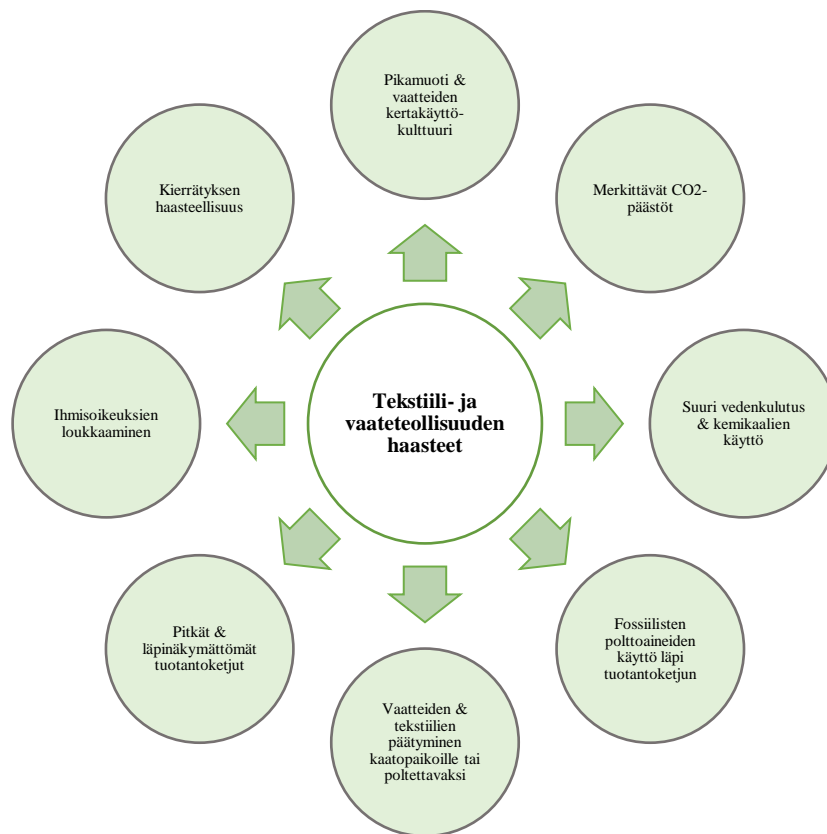 Pikamuoti &
vaatteiden
kertakäyttö-
kulttuuri
Merkittävät CO2-
päästöt
Suuri vedenkulutus
& kemikaalien
käyttö
Fossiilisten
polttoaineiden
käyttö läpi
tuotantoketjun
Vaatteiden &
tekstiilien
päätyminen
kaatopaikoille tai
poltettavaksi
Pitkät &
läpinäkymättömät
tuotantoketjut
Ihmisoikeuksien
loukkaaminen
Kierrätyksen
haasteellisuus
Tekstiili- ja
vaateteollisuuden
haasteet